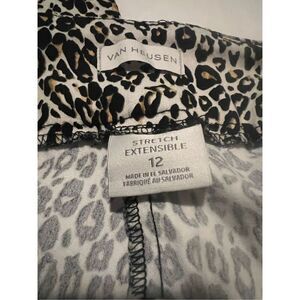 VAN HEUSEN
STRETCH
EXTENSIBLE
12
MADE IN EL SALVADOR
FABRIQUÉ AU SALVADOR